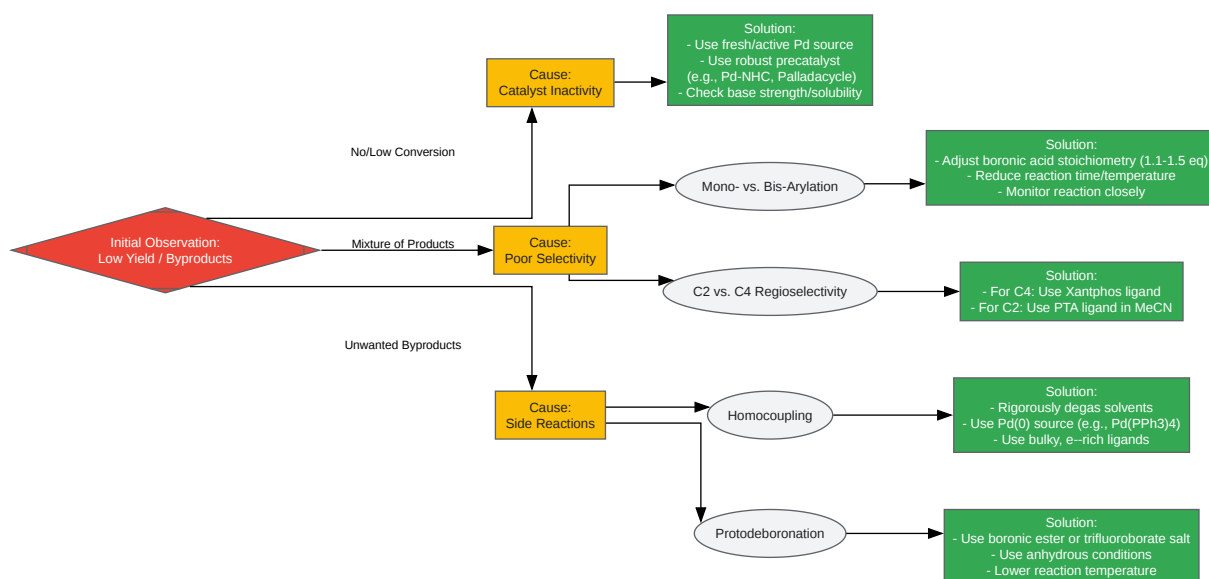 Solution:
- Use fresh/active Pd source
- Use robust precatalyst
(e.g., Pd-NHC, Palladacycle)
- Check base strength/solubility
Cause:
Catalyst Inactivity
No/Low Conversion
Solution:
- Adjust boronic acid stoichiometry (1.1-1.5 eq)
- Reduce reaction time/temperature
- Monitor reaction closely
Mono- vs. Bis-Arylation
Initial Observation:
Low Yield / Byproducts
Mixture of Products
Cause:
Poor Selectivity
C2 vs. C4 Regioselectivity
Solution:
- For C4: Use Xantphos ligand
- For C2: Use PTA ligand in MeCN
Unwanted Byproducts
Cause:
Side Reactions
Homocoupling
Solution:
- Rigorously degas solvents
- Use Pd(0) source (e.g., Pd(PPh3)4)
- Use bulky, e--rich ligands
Protodeboronation
Solution:
- Use boronic ester or trifluoroborate salt
- Use anhydrous conditions
- Lower reaction temperature